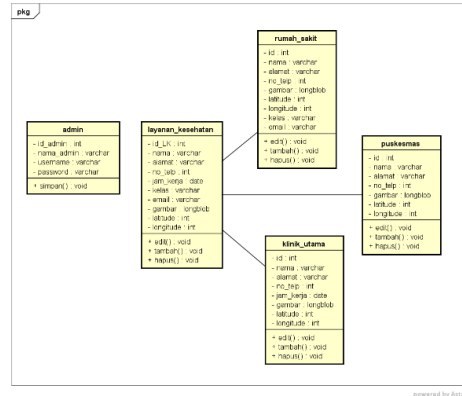 pkg
rumah_sakit
- id : int
- nama : varchar
- alamat : varchar
- no_telp : int
- gambar : longblob
- latitude : int
- longitude : int
- kelas : varchar
- email : varchar
+ edit() : void
+ tambah() : void
+ hapus() : void
admin
- id_admin : int
- nama_admin : varchar
- username : varchar
- password : varchar
+ simpan() : void
layanan_kesehatan
- id_LK : int
- nama : varchar
- alamat : varchar
- no_telp : int
- jam_kerja : date
- kelas : varchar
- email : varchar
- gambar : longblob
- latitude : int
- longitude : int
+ edit() : void
+ tambah() : void
+ hapus() : void
puskesmas
- id : int
- nama : varchar
- alamat : varchar
- no_telp : int
- gambar : longblob
- latitude : int
- longitude : int
+ edit() : void
+ tambah() : void
+ hapus() : void
klinik_utama
- id : int
- nama : varchar
- alamat : varchar
- no_telp : int
- jam_kerja : date
- gambar : longblob
- latitude : int
- longitude : int
+ edit() : void
+ tambah() : void
+ hapus() : void
powered by